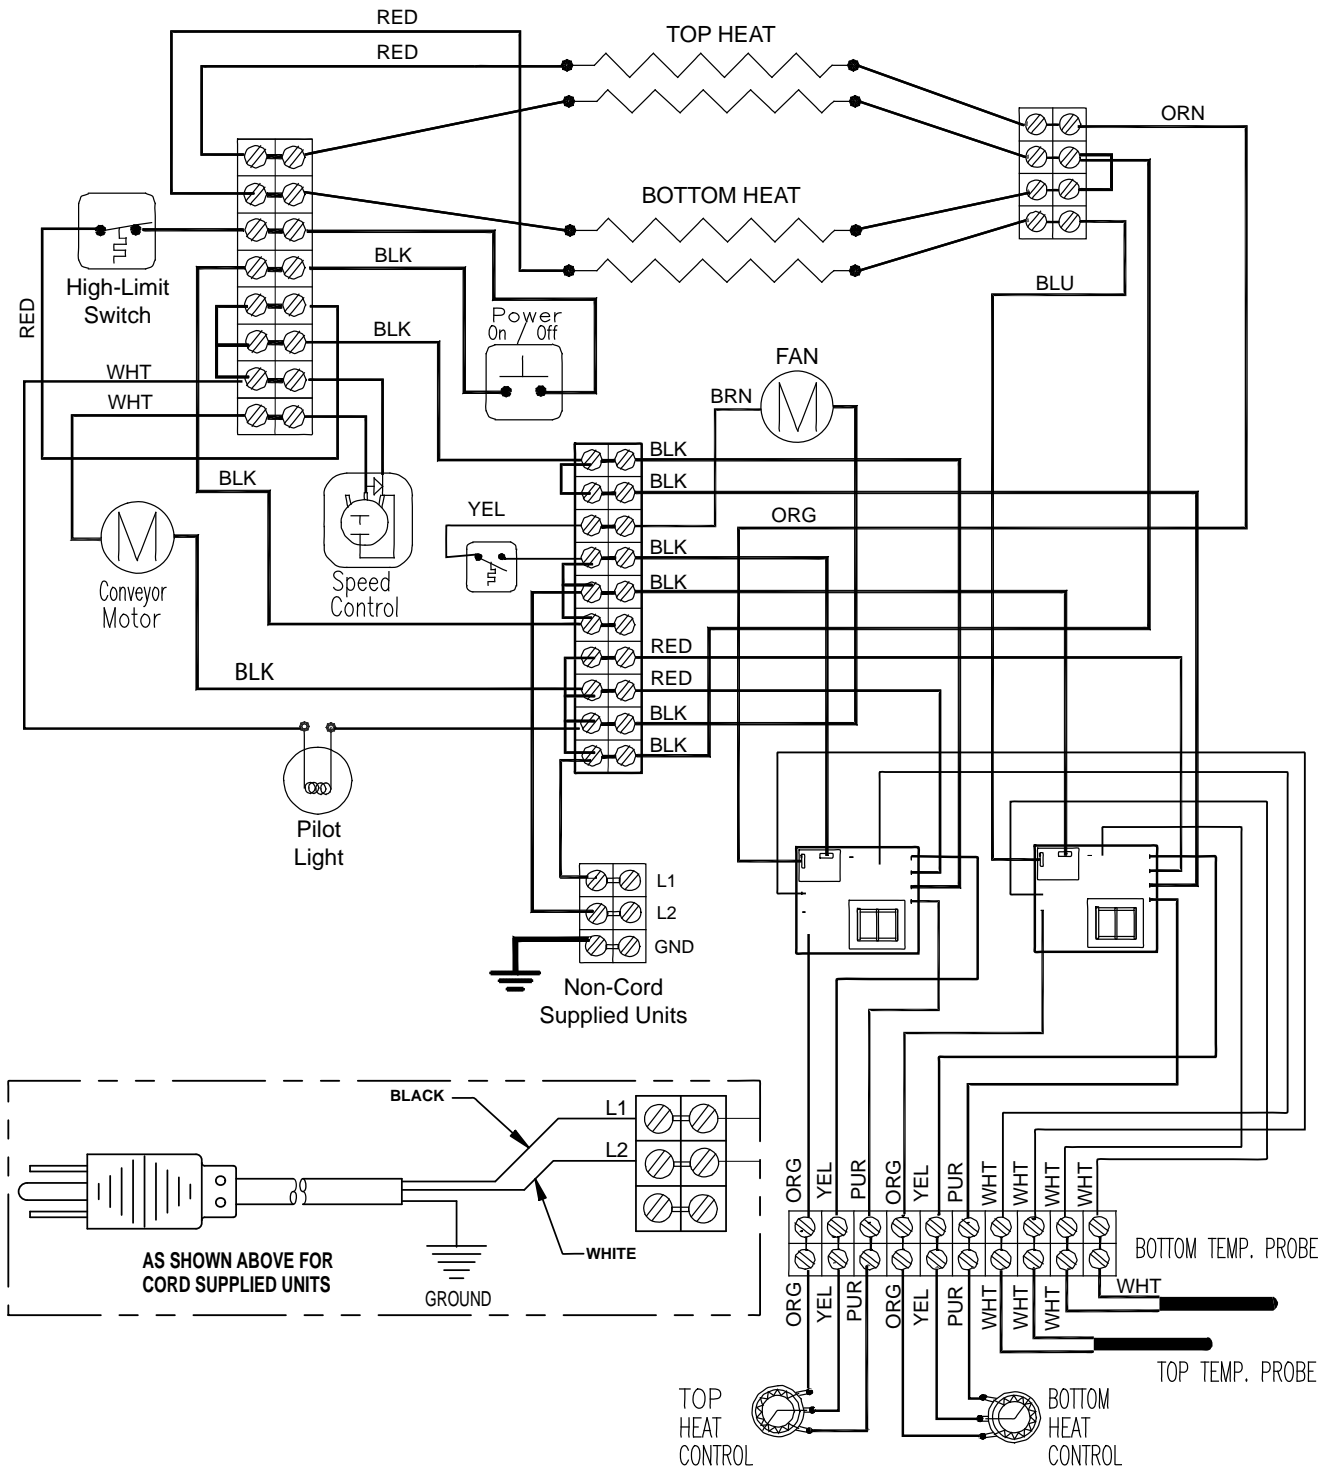 RED
TOP HEAT
RED
ORN
BOTTOM HEAT
BLK
High-Limit
Switch
BLU
RED
Power
On / Off
BLK
FAN
WHT
BRN
WHT
BLK
BLK
BLK
YEL
ORG
BLK
Speed
Control
BLK
Conveyor
Motor
RED
BLK
RED
BLK
BLK
Pilot
Light
L1
L2
GND
Non-Cord
Supplied Units
BLACK
L1
L2
WHITE
AS SHOWN ABOVE FOR
CORD SUPPLIED UNITS
GROUND
ORG
YEL
PUR
ORG
YEL
PUR
WHT
WHT
WHT
WHT
BOTTOM TEMP. PROBE
WHT
ORG
YEL
PUR
ORG
YEL
PUR
WHT
WHT
WHT
TOP TEMP. PROBE
TOP
HEAT
CONTROL
BOTTOM
HEAT
CONTROL